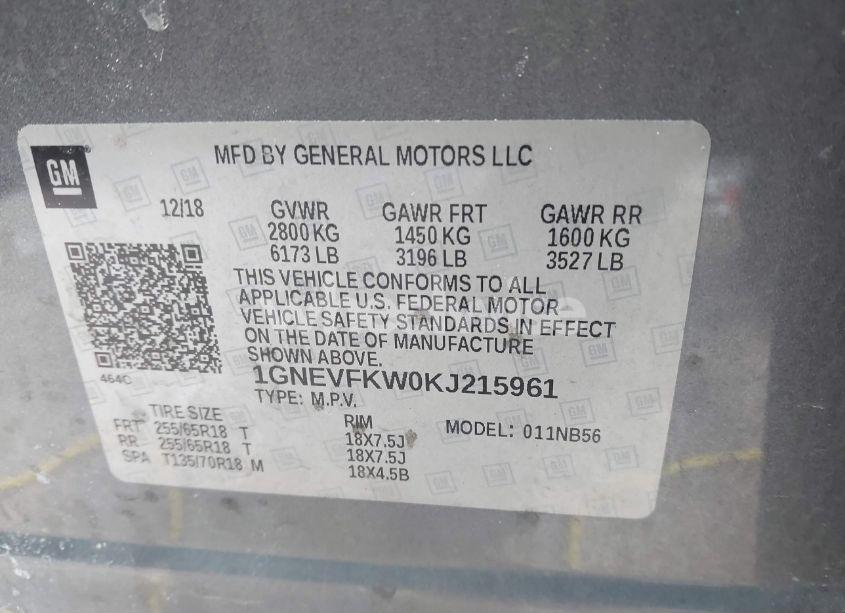 GM
MFD BY GENERAL MOTORS LLC
12/18 GVWR GAWR FRT GAWR RR
2800 KG 1450 KG 1600 KG
6173 LB 3196 LB 3527 LB
THIS VEHICLE CONFORMS TO ALL
APPLICABLE U.S. FEDERAL MOTOR
VEHICLE SAFETY STANDARDS IN EFFECT
ON THE DATE OF MANUFACTURE
SHOWN ABOVE.
464C
1GNEVFKW0KJ215961
TYPE: M.P.V.
TIRE SIZE RIM MODEL: 011NB56
FRT 255/65R18 T 18X7.5J
RR 255/65R18 T 18X7.5J
SPA T135/70R18 M 18X4.5B